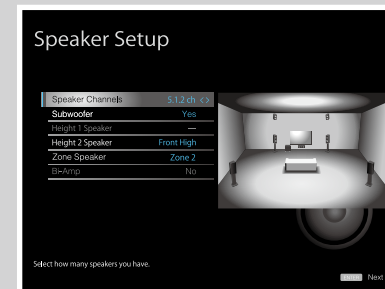 Speaker Setup
Speaker Channels 5.1.2 ch <>
Subwoofer Yes
Height 1 Speaker —
Height 2 Speaker Front High
Zone Speaker Zone 2
Bi-Amp No
Select how many speakers you have.
ENTER Next